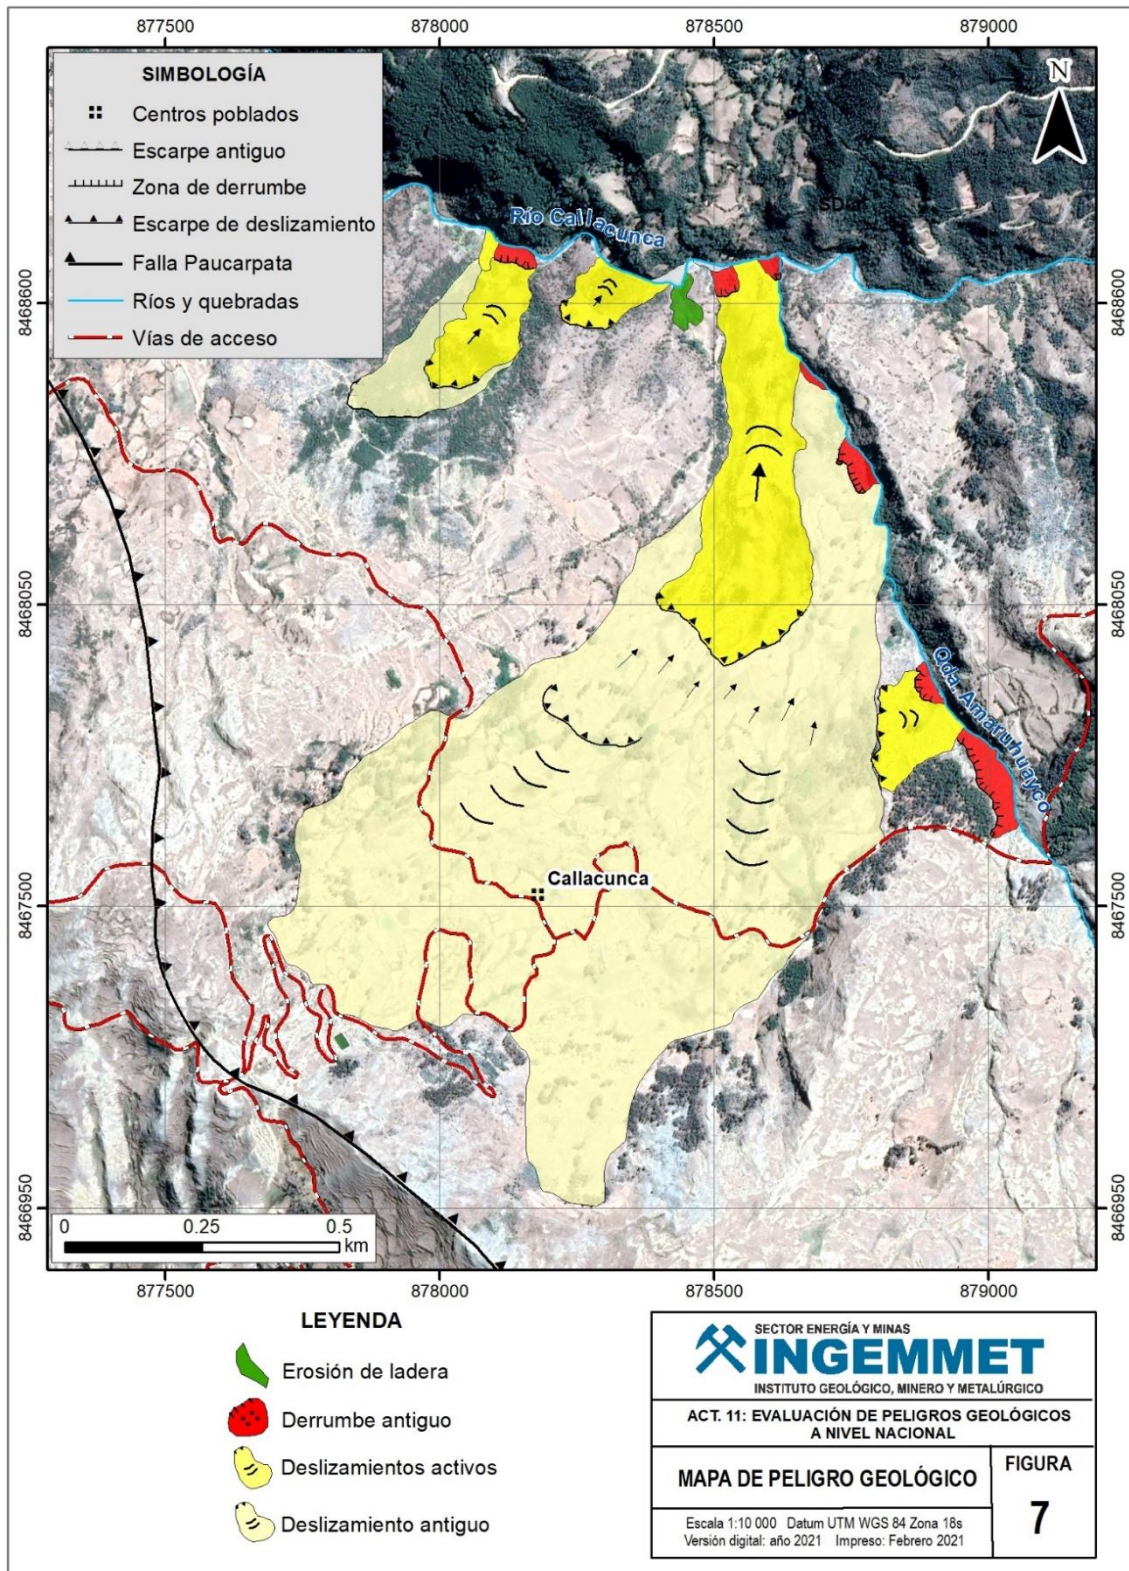 877500
878000
878500
879000
SIMBOLOGÍA
Centros poblados
Escarpe antiguo
Zona de derrumbe
Escarpe de deslizamiento
Falla Paucarpata
Ríos y quebradas
Vías de acceso
N
Río Callacunca
8468600
8468600
8468050
8468050
Qda. Amaruhuayco
Callacunca
8467500
8467500
8466950
8466950
0 0.25 0.5
km
877500
878000
878500
879000
LEYENDA
Erosión de ladera
Derrumbe antiguo
Deslizamientos activos
Deslizamiento antiguo
SECTOR ENERGÍA Y MINAS
INGEMMET
INSTITUTO GEOLÓGICO, MINERO Y METALÚRGICO
ACT. 11: EVALUACIÓN DE PELIGROS GEOLÓGICOS
A NIVEL NACIONAL
MAPA DE PELIGRO GEOLÓGICO
FIGURA
7
Escala 1:10 000 Datum UTM WGS 84 Zona 18s
Versión digital: año 2021 Impreso: Febrero 2021